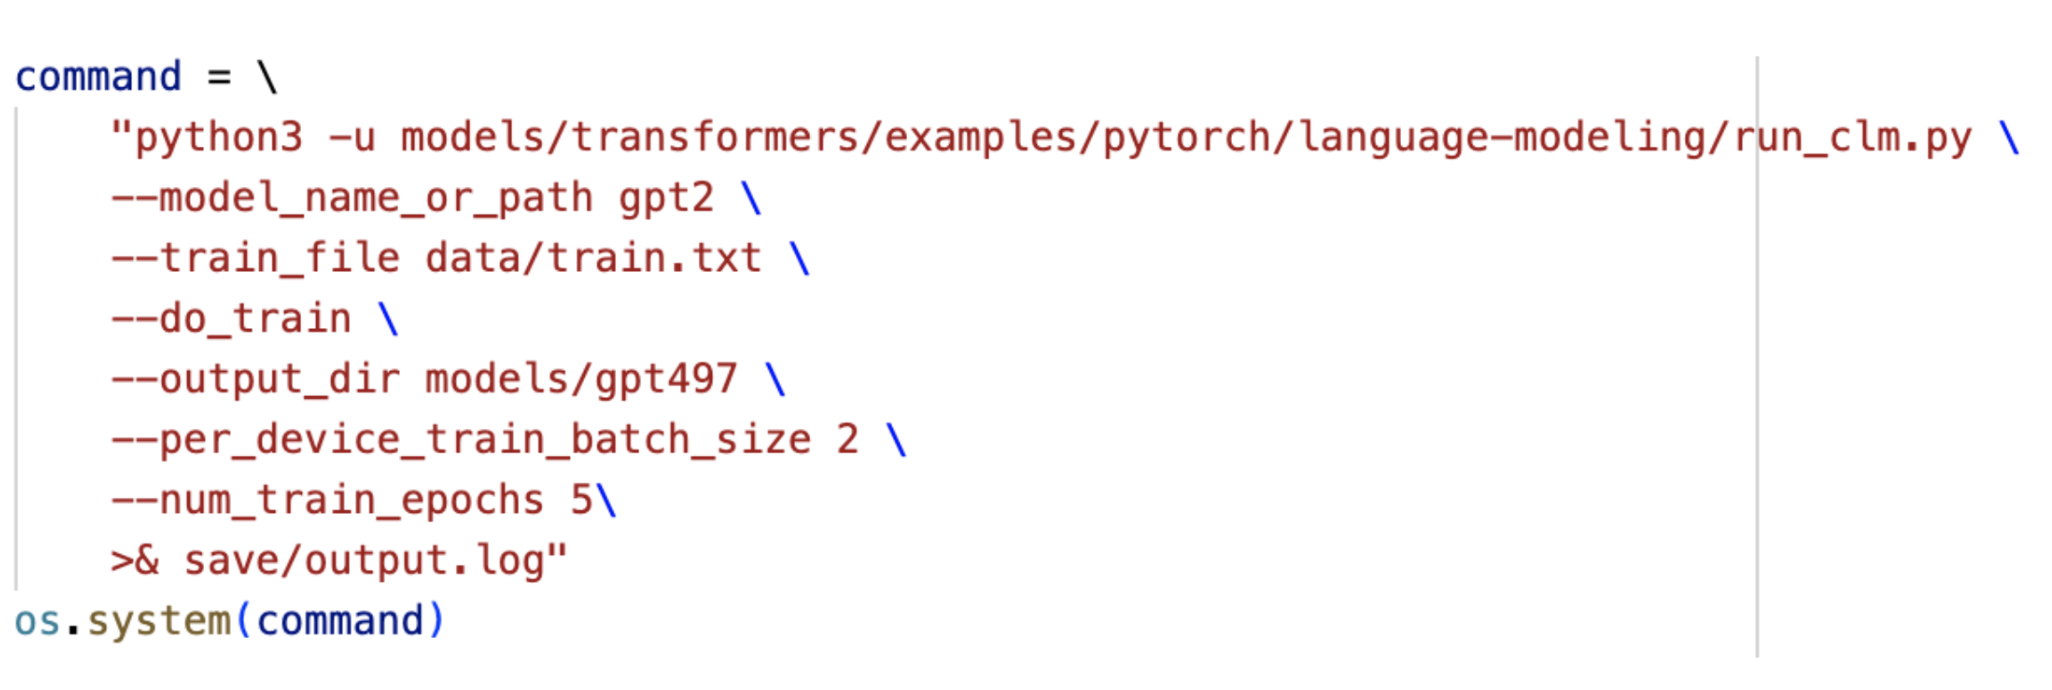 command = \
"python3 -u models/transformers/examples/pytorch/language-modeling/run_clm.py \
--model_name_or_path gpt2 \
--train_file data/train.txt \
--do_train \
--output_dir models/gpt497 \
--per_device_train_batch_size 2 \
--num_train_epochs 5\
>& save/output.log"
os.system(command)